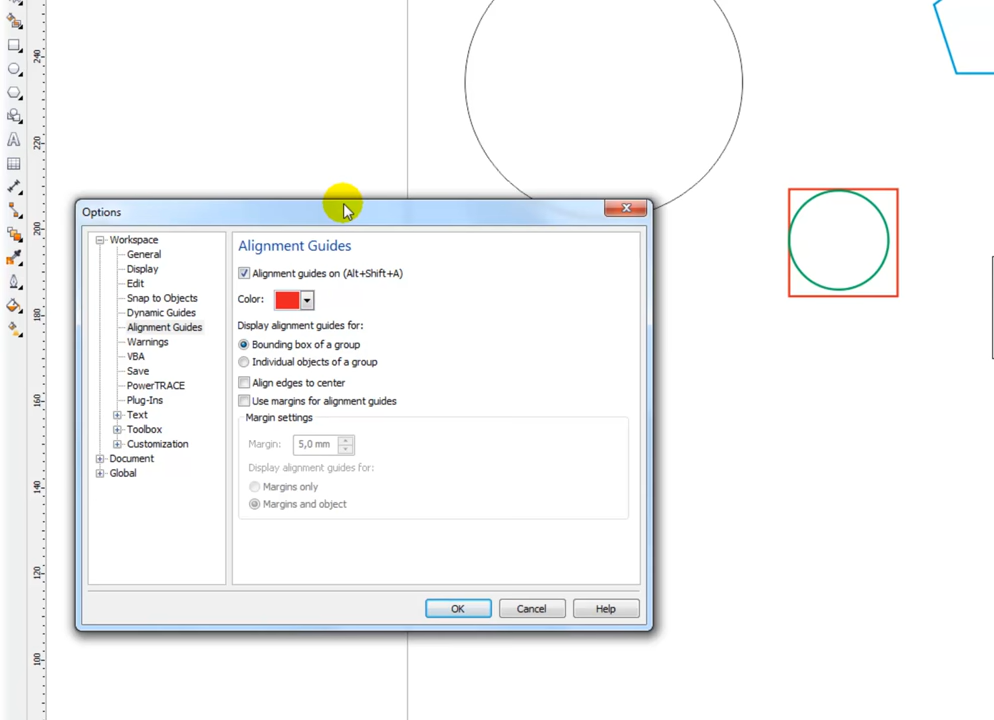 240
220
200
180
160
140
120
100
Options
Workspace
General
Display
Edit
Snap to Objects
Dynamic Guides
Alignment Guides
Warnings
VBA
Save
PowerTRACE
Plug-Ins
Text
Toolbox
Customization
Document
Global
Alignment Guides
Alignment guides on (Alt+Shift+A)
Color:
Display alignment guides for:
Bounding box of a group
Individual objects of a group
Align edges to center
Use margins for alignment guides
Margin settings
Margin: 5,0 mm
Display alignment guides for:
Margins only
Margins and object
OK Cancel Help